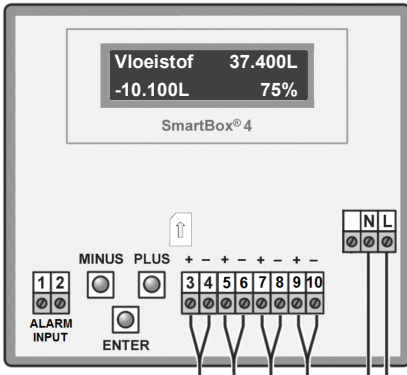 Vloeistof 37.400L
-10.100L 75%
SmartBox® 4
N L
MINUS PLUS + – + – + – + –
1 2 3 4 5 6 7 8 9 10
ALARM
INPUT
ENTER